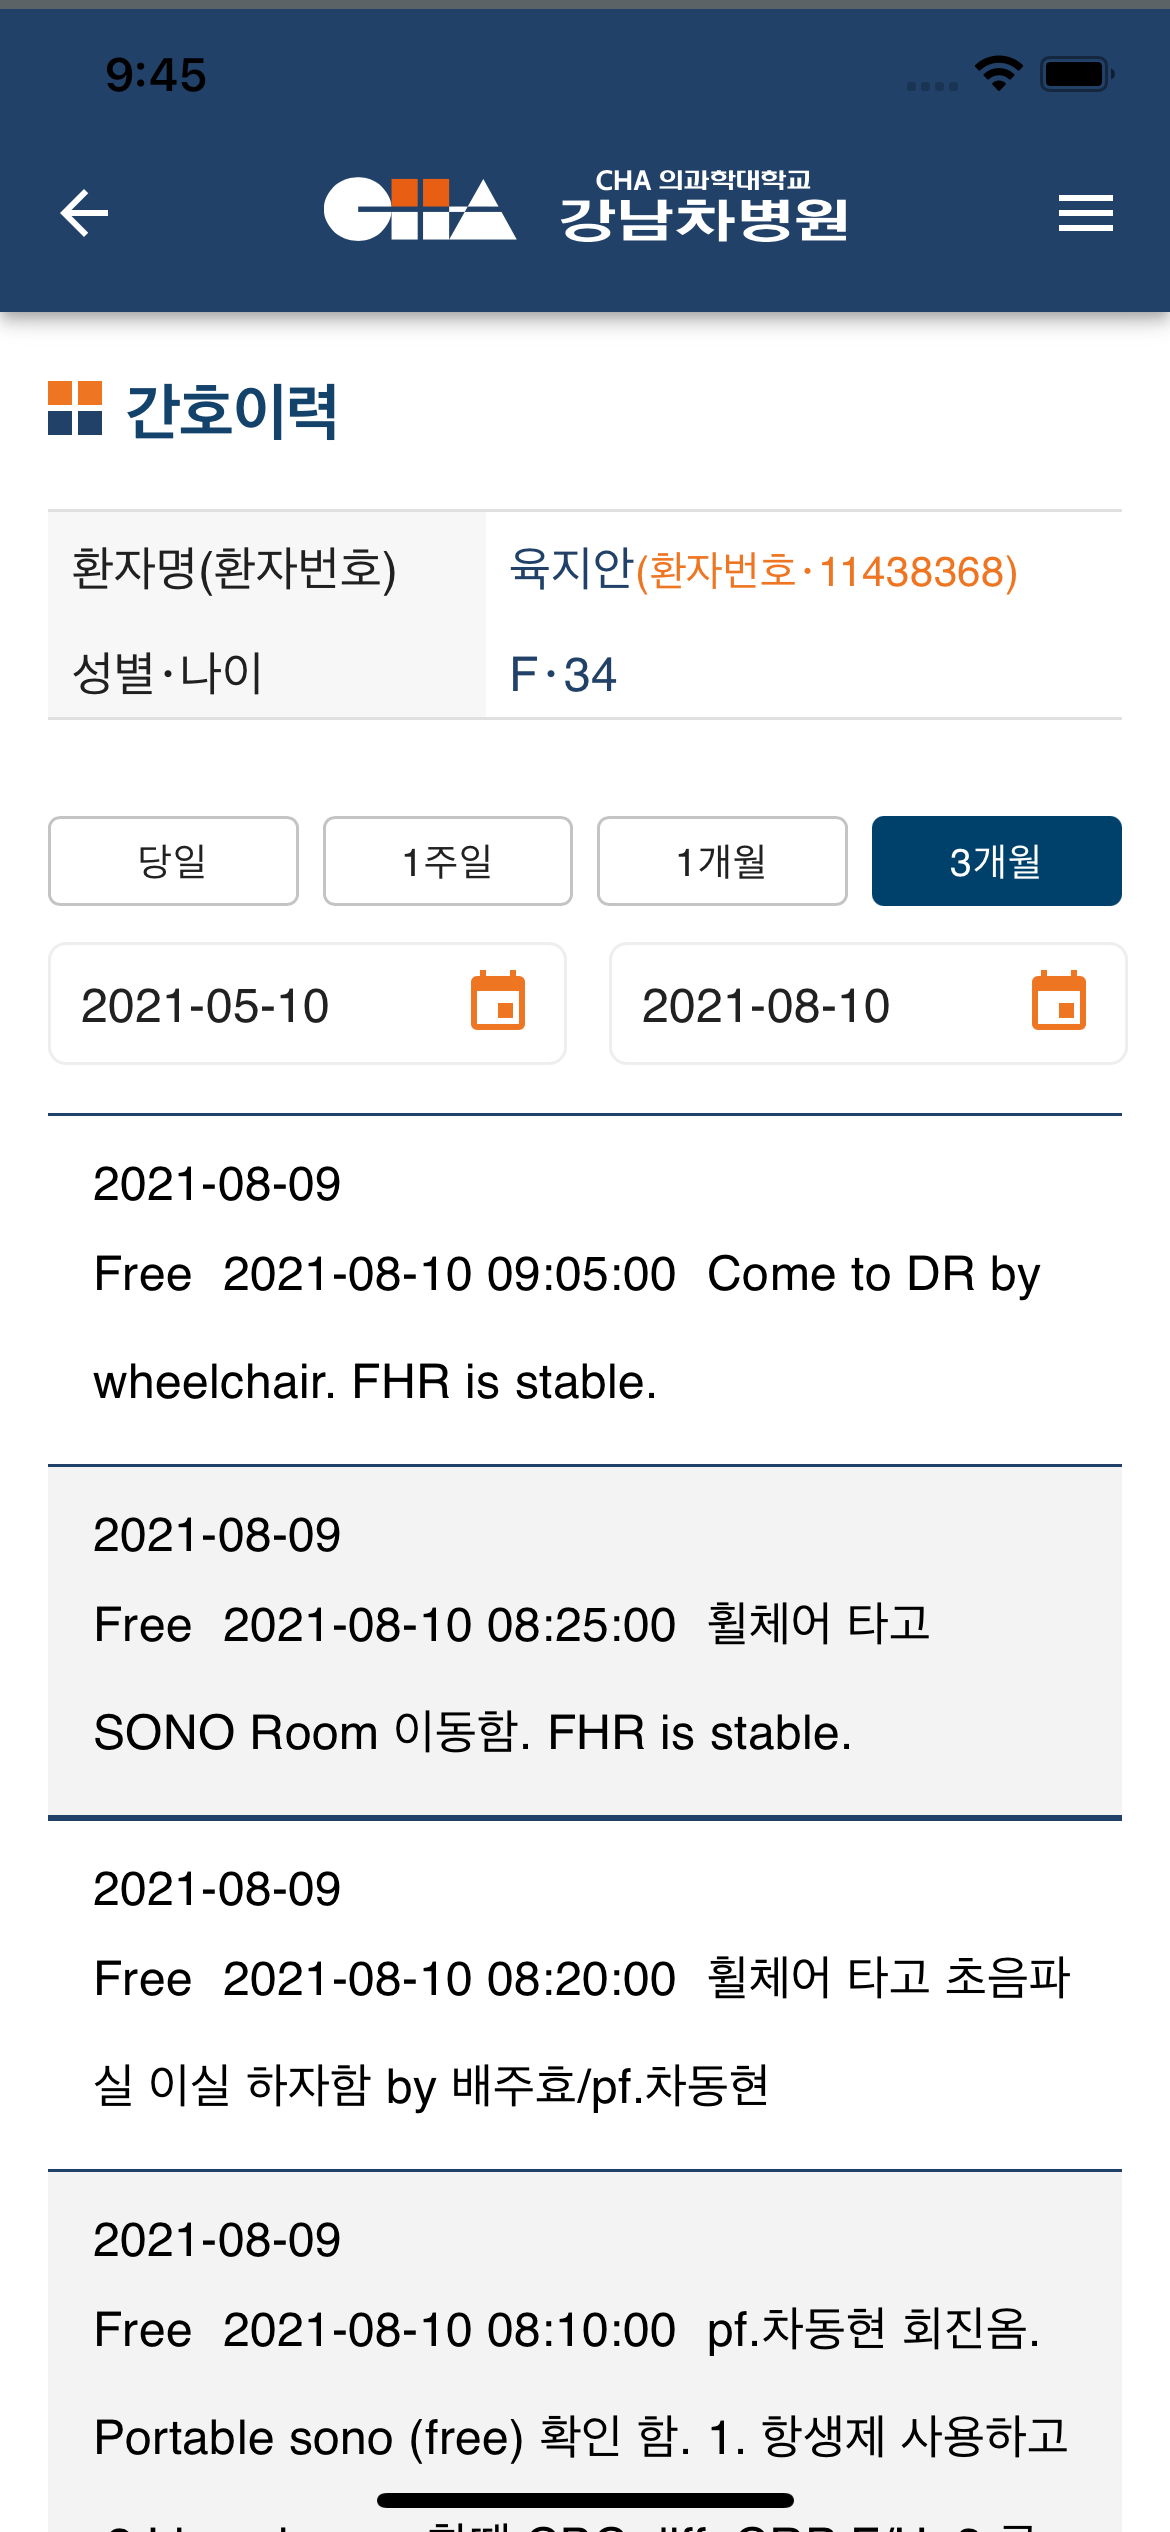 9:45
CHA
CHA 의과학대학교
강남차병원
간호이력
환자명(환자번호) 육지안(환자번호·11438368)
성별·나이 F·34
당일 1주일 1개월 3개월
2021-05-10 2021-08-10
2021-08-09
Free 2021-08-10 09:05:00 Come to DR by
wheelchair. FHR is stable.
2021-08-09
Free 2021-08-10 08:25:00 휠체어 타고
SONO Room 이동함. FHR is stable.
2021-08-09
Free 2021-08-10 08:20:00 휠체어 타고 초음파
실 이실 하자함 by 배주효/pf.차동현
2021-08-09
Free 2021-08-10 08:10:00 pf.차동현 회진옴.
Portable sono (free) 확인 함. 1. 항생제 사용하고